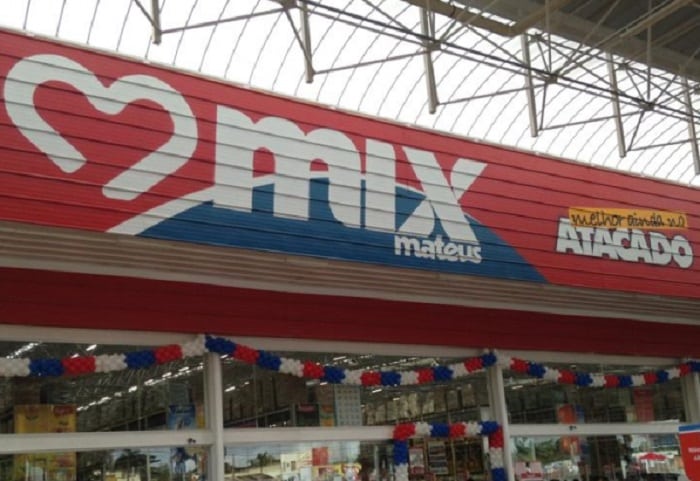 mix
mateus
melhor ainda no
ATACADO